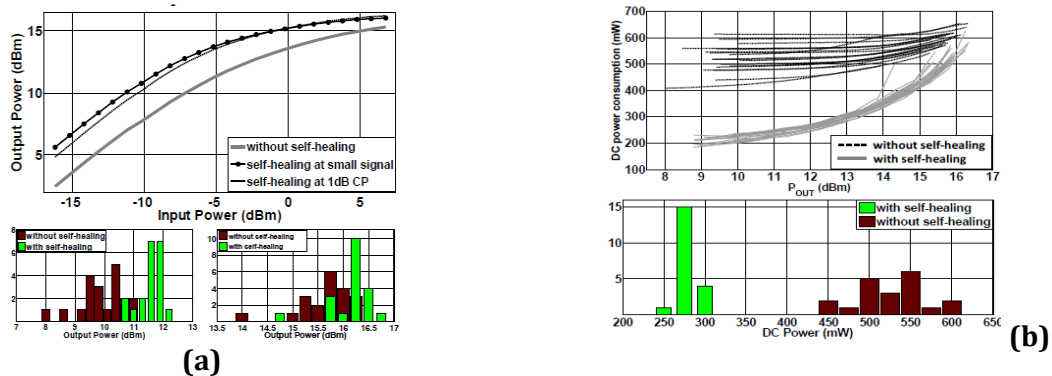 Output Power (dBm)
15
10
5
without self-healing
self-healing at small signal
self-healing at 1dB CP
-15 -10 -5 0 5
Input Power (dBm)
8
6
4
2
without self-healing
with self-healing
7 8 9 10 11 12 13
Output Power (dBm)
10
8
6
4
2
without self-healing
with self-healing
13.5 14 14.5 15 15.5 16 16.5 17
Output Power (dBm)
(a)
DC power consumption (mW)
700
600
500
400
300
200
100
without self-healing
with self-healing
8 9 10 11 12 13 14 15 16 17
POUT (dBm)
15
10
5
with self-healing
without self-healing
200 250 300 350 400 450 500 550 600 650
DC Power (mW)
(b)